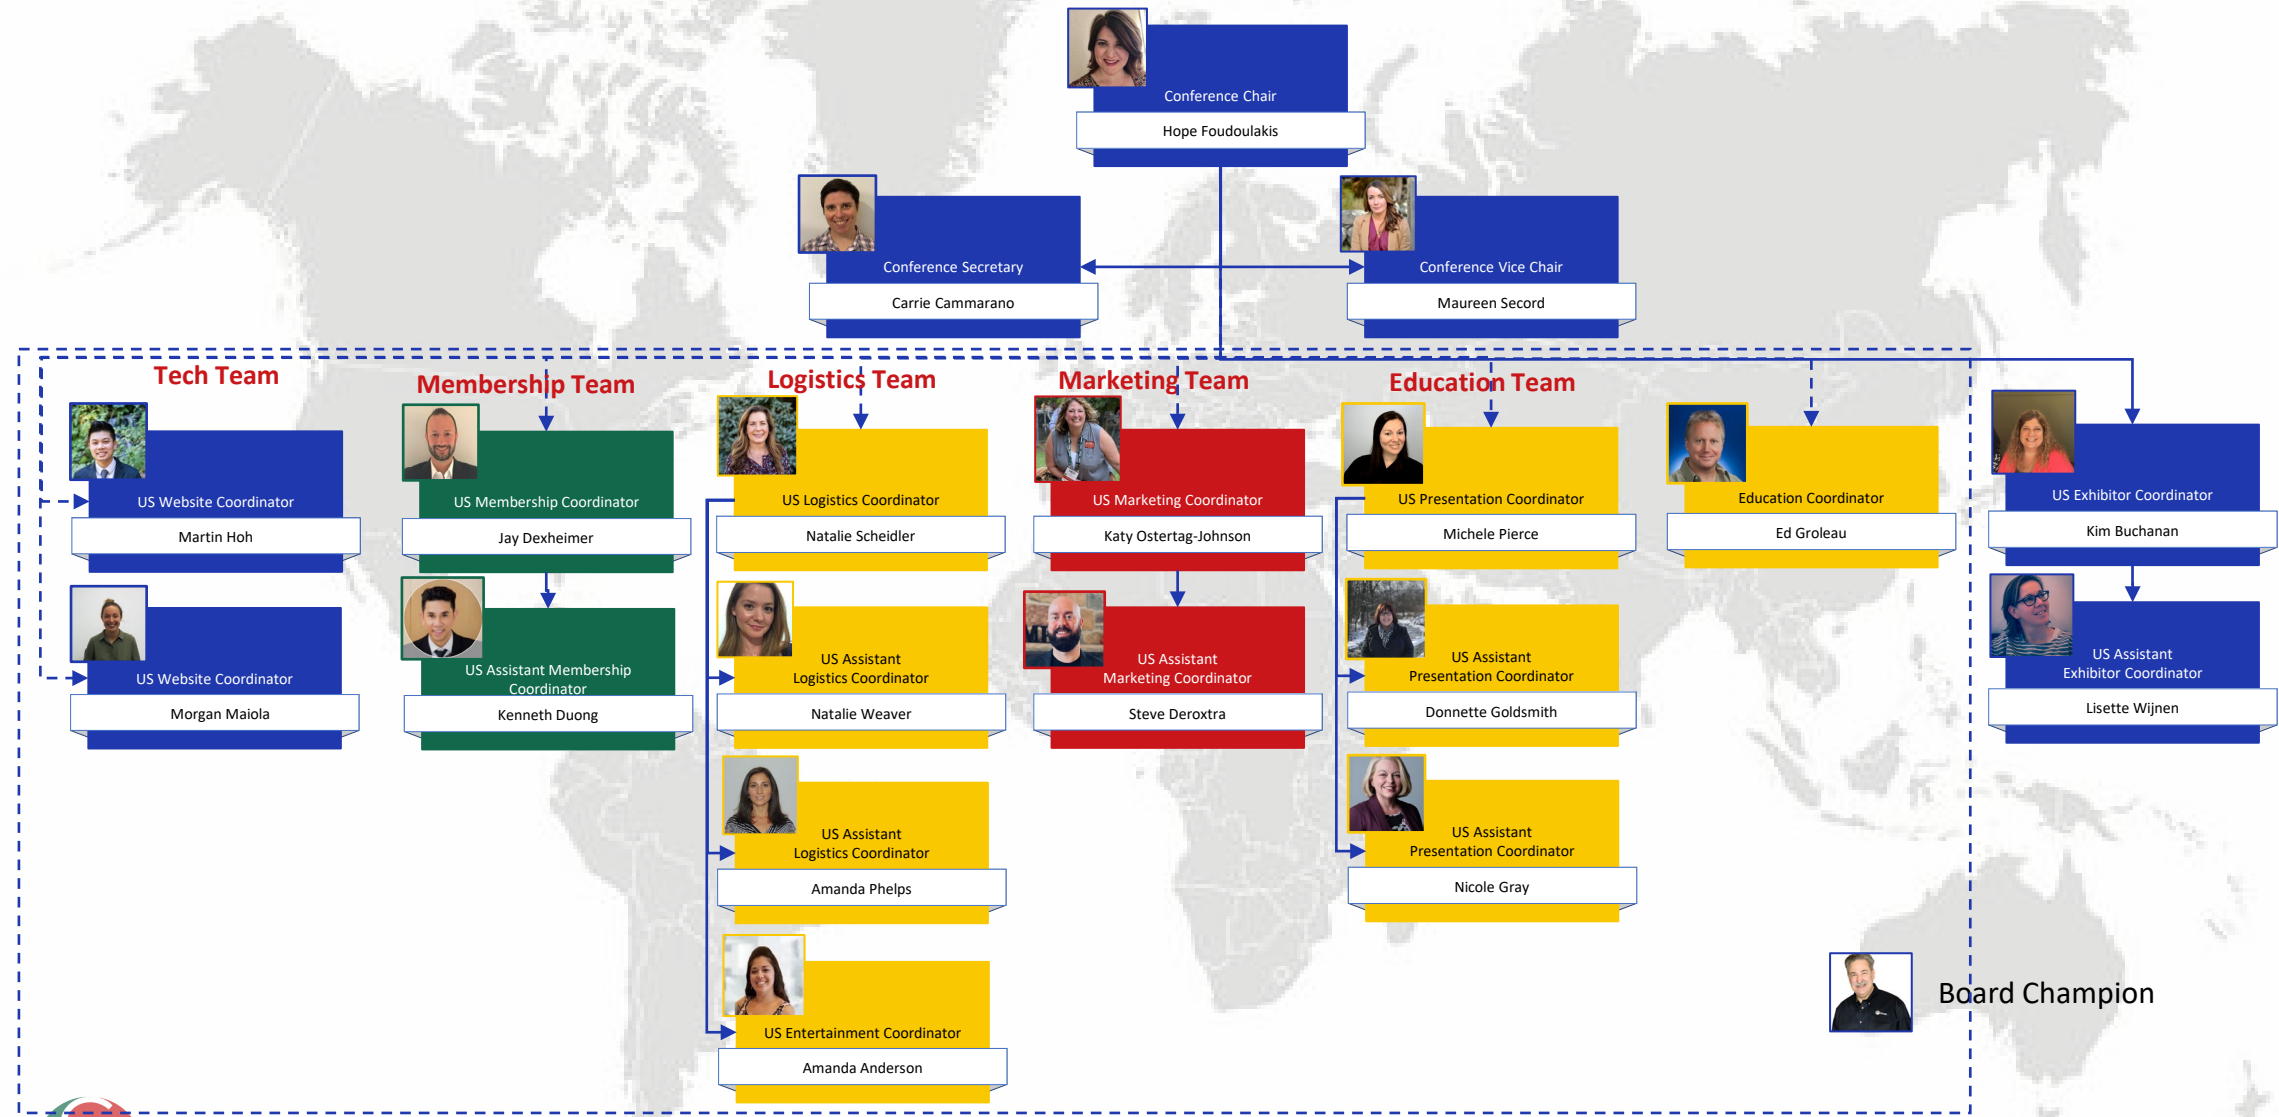 Conference Chair
Hope Foudoulakis
Conference Secretary
Carrie Cammarano
Conference Vice Chair
Maureen Secord
Tech Team
Membership Team
Logistics Team
Marketing Team
Education Team
US Website Coordinator
Martin Hoh
US Membership Coordinator
Jay Dexheimer
US Logistics Coordinator
Natalie Scheidler
US Marketing Coordinator
Katy Ostertag-Johnson
US Presentation Coordinator
Michele Pierce
Education Coordinator
Ed Groleau
US Exhibitor Coordinator
Kim Buchanan
US Website Coordinator
Morgan Maiola
US Assistant Membership
Coordinator
Kenneth Duong
US Assistant
Logistics Coordinator
Natalie Weaver
US Assistant
Marketing Coordinator
Steve Deroxtra
US Assistant
Presentation Coordinator
Donnette Goldsmith
US Assistant
Exhibitor Coordinator
Lisette Wijnen
US Assistant
Logistics Coordinator
Amanda Phelps
US Assistant
Presentation Coordinator
Nicole Gray
US Entertainment Coordinator
Amanda Anderson
Board Champion